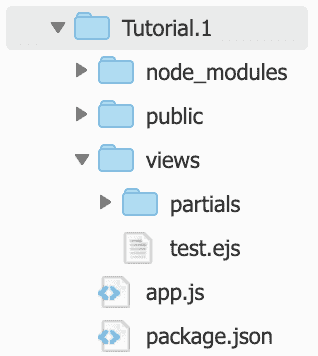 Tutorial.1
node_modules
public
views
partials
test.ejs
app.js
package.json